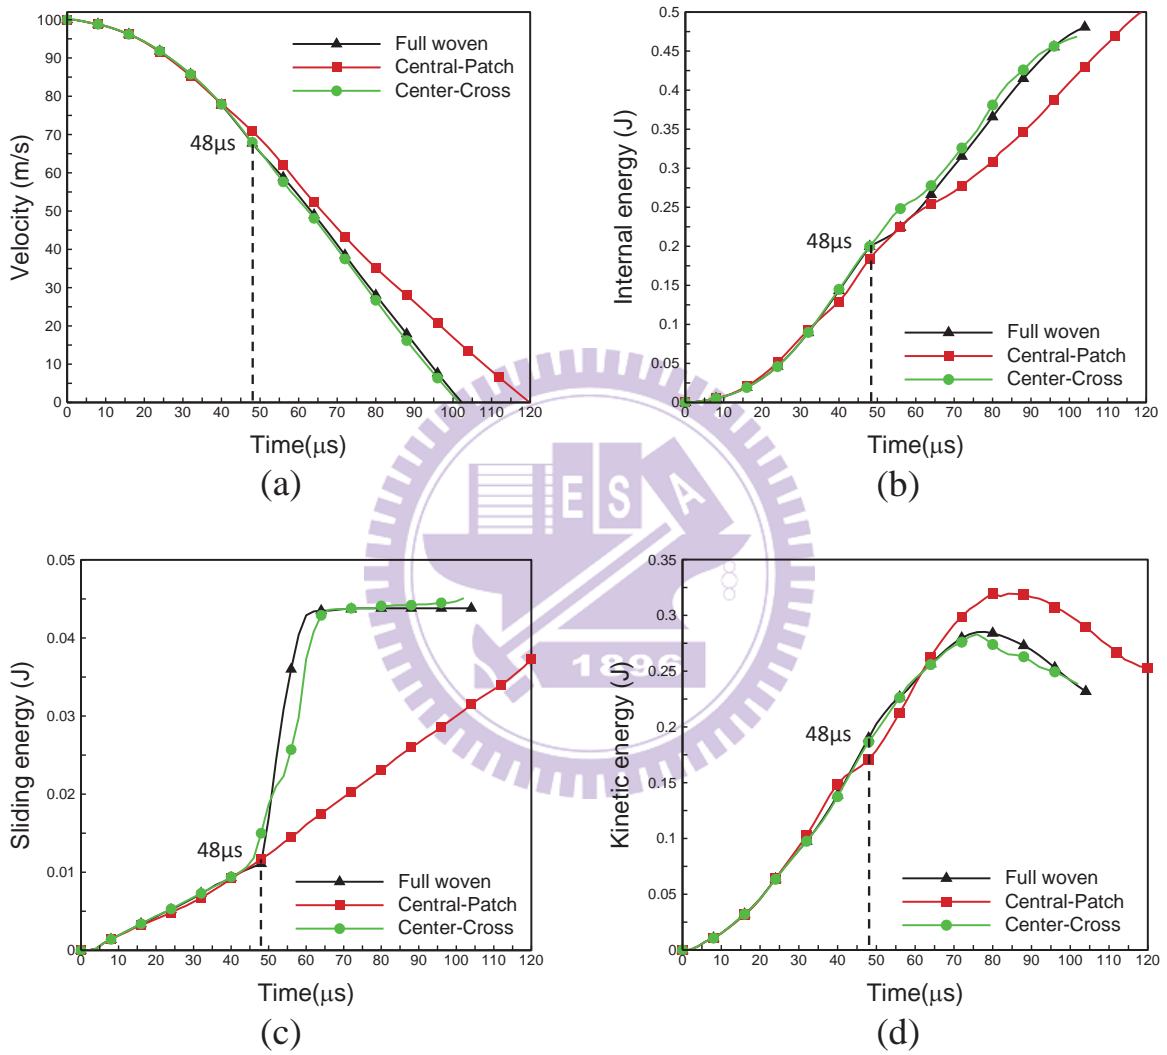 100
90
80
70
60
50
40
30
20
10
0
Velocity (m/s)
Full woven
Central-Patch
Center-Cross
48μs
0 10 20 30 40 50 60 70 80 90 100 110 120
Time(μs)
(a)
0.5
0.45
0.4
0.35
0.3
0.25
0.2
0.15
0.1
0.05
0
Internal energy (J)
48μs
Full woven
Central-Patch
Center-Cross
0 10 20 30 40 50 60 70 80 90 100 110 120
Time(μs)
(b)
E S A
1896
0.05
0.04
0.03
0.02
0.01
0
Sliding energy (J)
48μs
Full woven
Central-Patch
Center-Cross
0 10 20 30 40 50 60 70 80 90 100 110 120
Time(μs)
(c)
0.35
0.3
0.25
0.2
0.15
0.1
0.05
0
Kinetic energy (J)
48μs
Full woven
Central-Patch
Center-Cross
0 10 20 30 40 50 60 70 80 90 100 110 120
Time(μs)
(d)